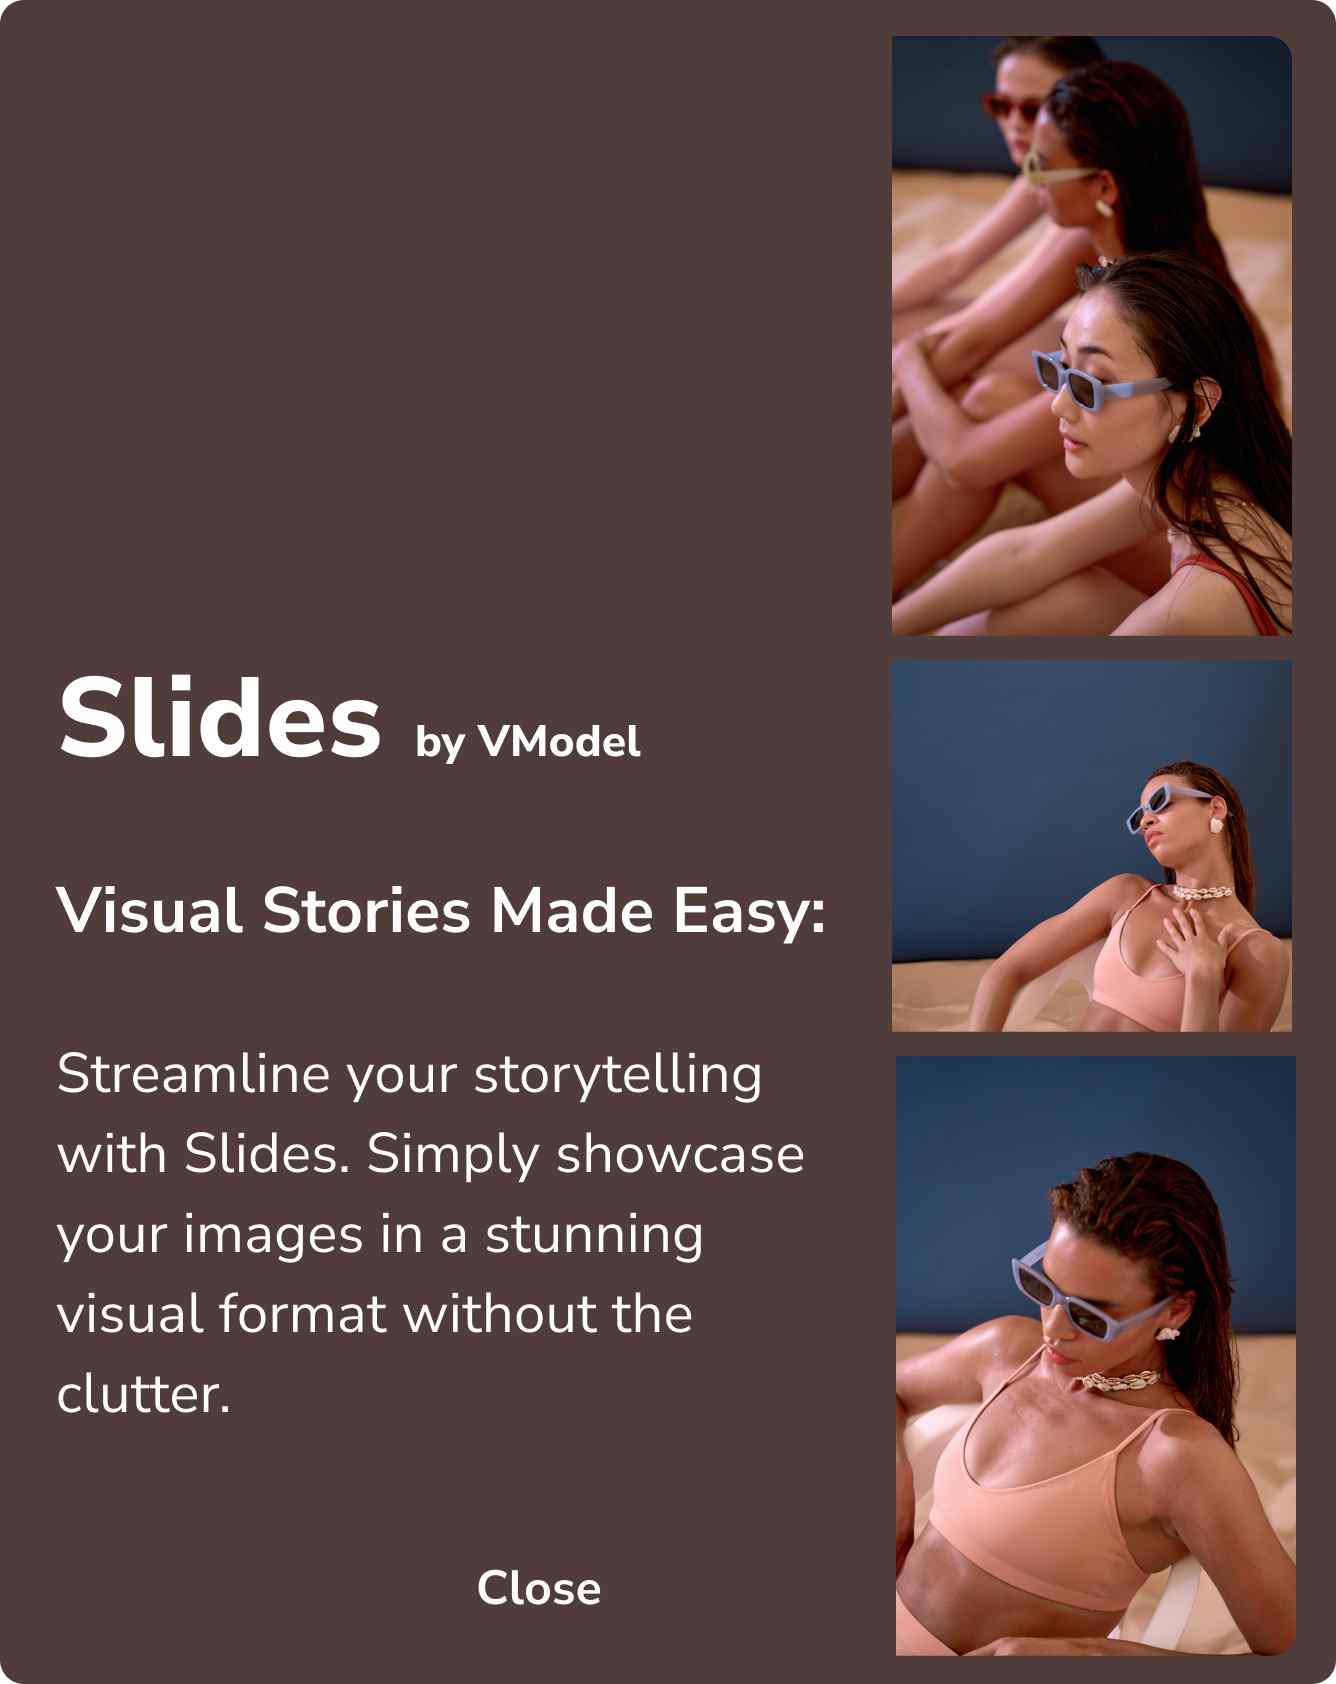 Slides by VModel
Visual Stories Made Easy:
Streamline your storytelling
with Slides. Simply showcase
your images in a stunning
visual format without the
clutter.
Close